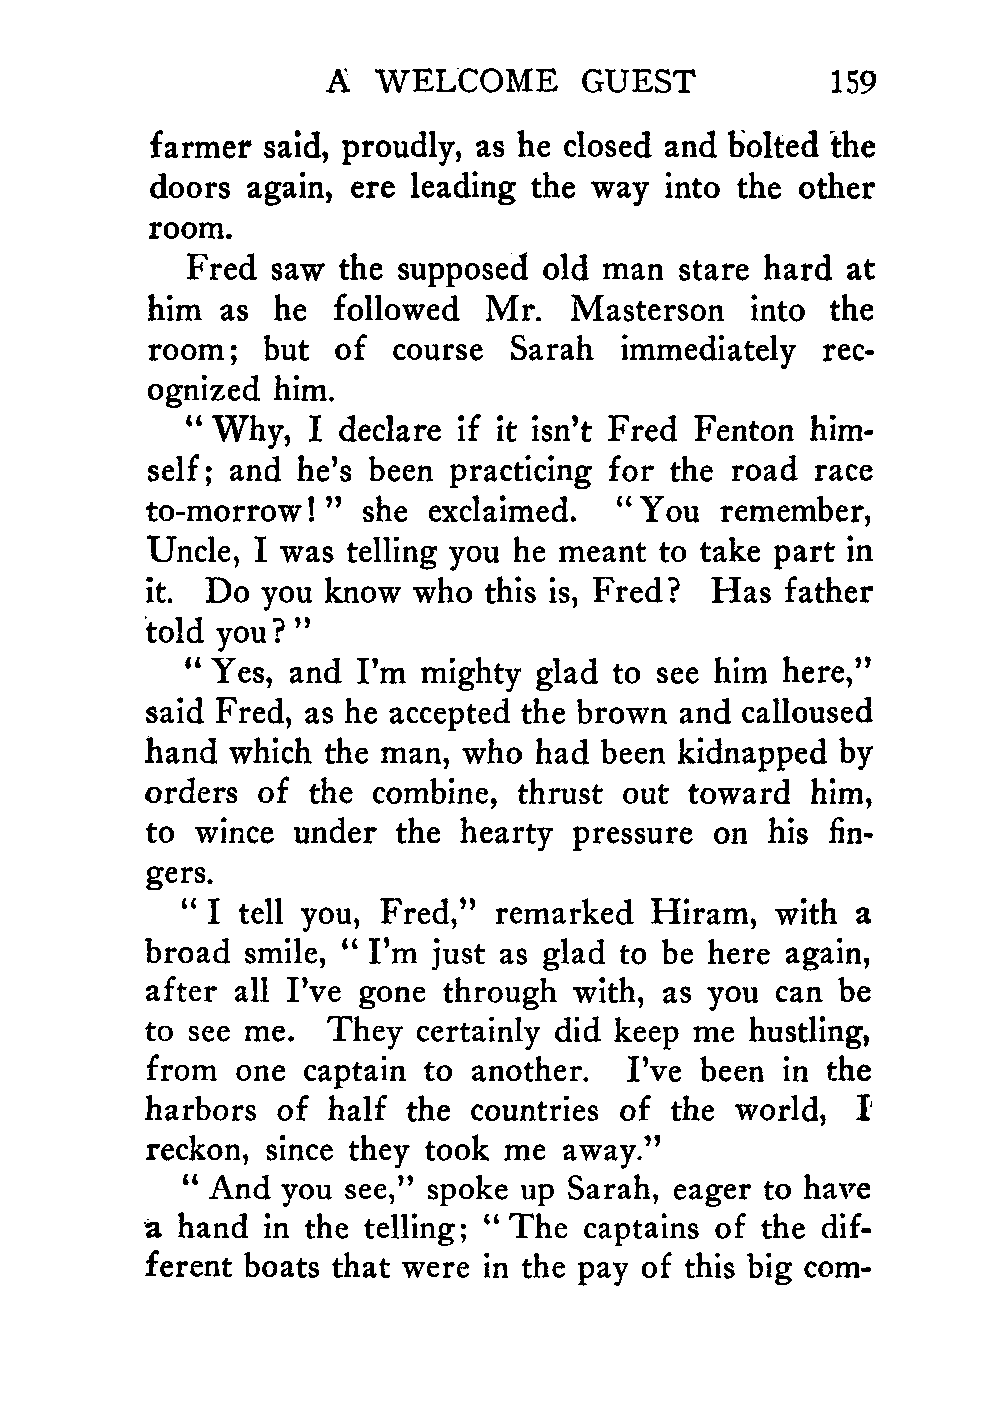 A WELCOME GUEST 159
farmer said, proudly, as he closed and bolted the
doors again, ere leading the way into the other
room.
Fred saw the supposed old man stare hard at
him as he followed Mr. Masterson into the
room; but of course Sarah immediately rec-
ognized him.
“ Why, I declare if it isn’t Fred Fenton him-
self; and he’s been practicing for the road race
to-morrow! ” she exclaimed. “ You remember,
Uncle, I was telling you he meant to take part in
it. Do you know who this is, Fred? Has father
told you? ”
“ Yes, and I’m mighty glad to see him here,”
said Fred, as he accepted the brown and calloused
hand which the man, who had been kidnapped by
orders of the combine, thrust out toward him,
to wince under the hearty pressure on his fin-
gers.
“ I tell you, Fred,” remarked Hiram, with a
broad smile, “ I’m just as glad to be here again,
after all I’ve gone through with, as you can be
to see me. They certainly did keep me hustling,
from one captain to another. I’ve been in the
harbors of half the countries of the world, I
reckon, since they took me away.”
“ And you see,” spoke up Sarah, eager to have
a hand in the telling; “ The captains of the dif-
ferent boats that were in the pay of this big com-